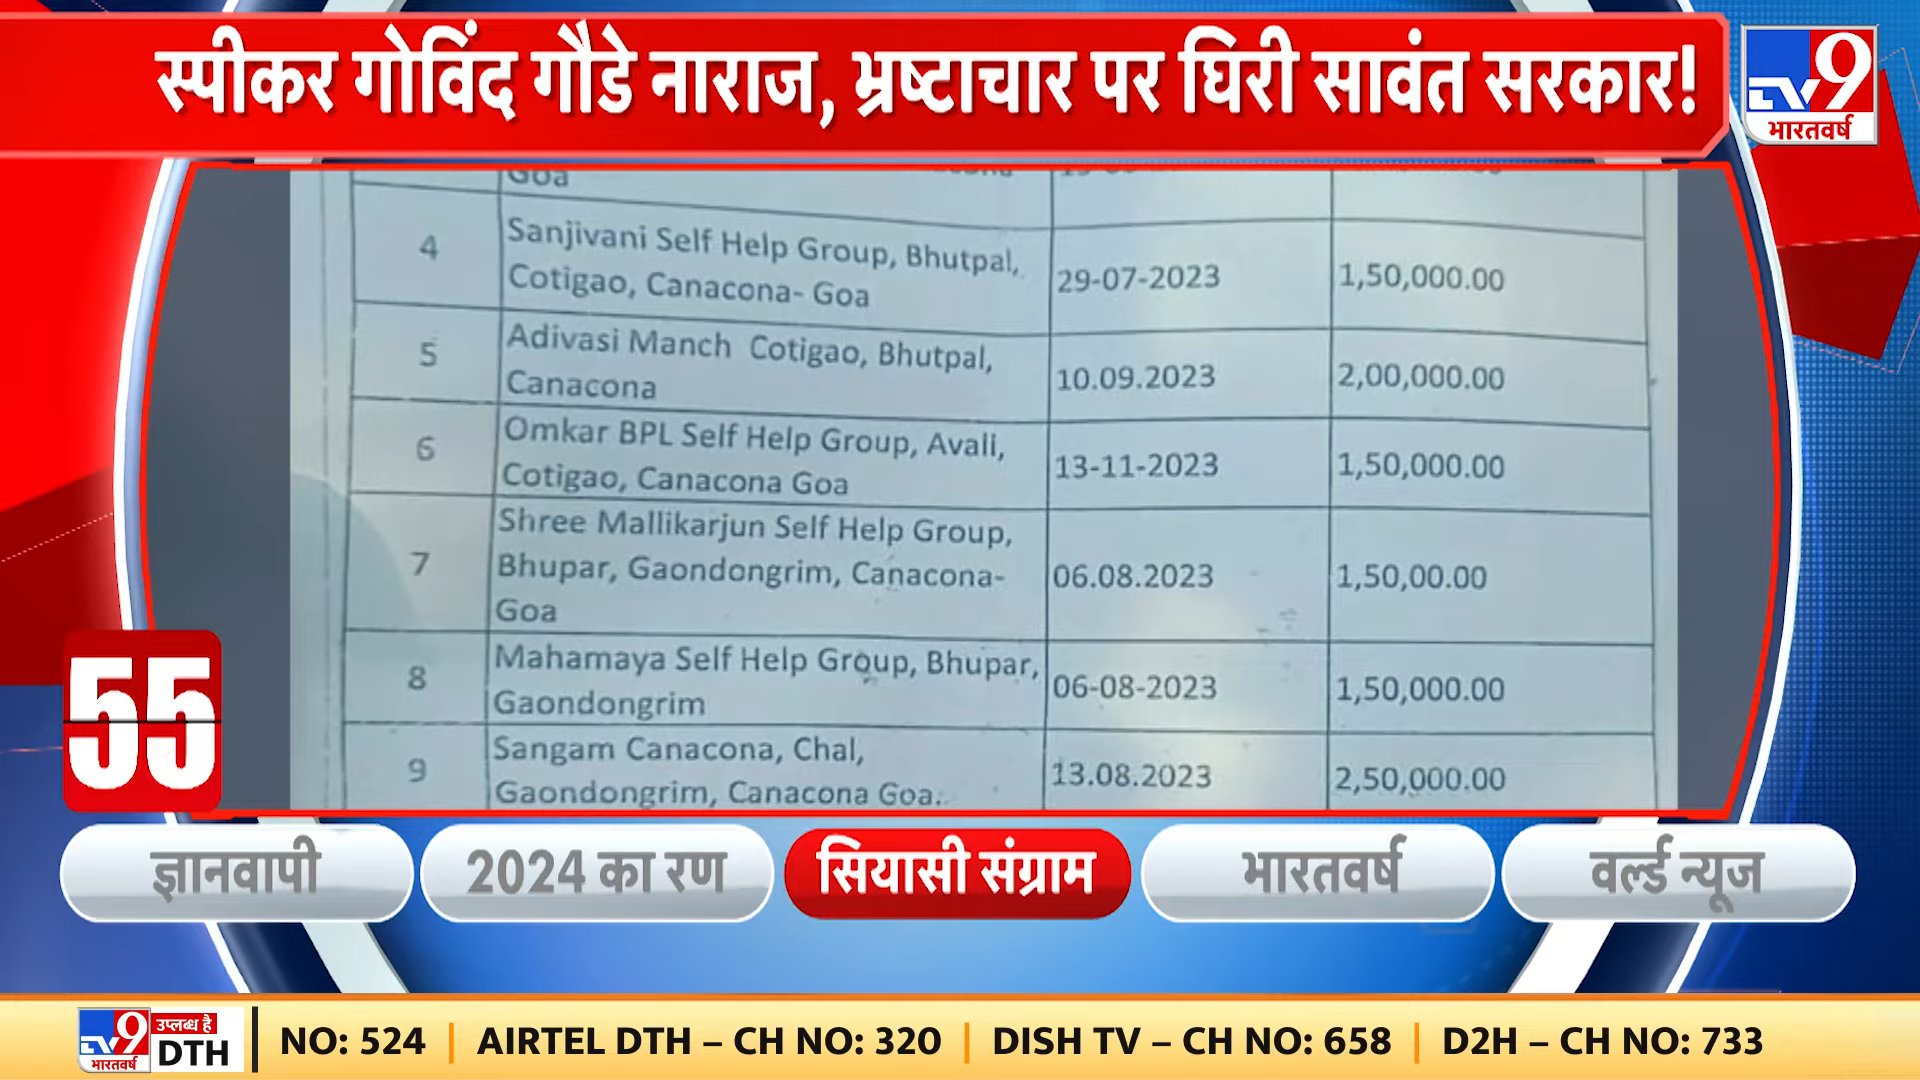 स्पीकर गोविंद गौडे नाराज, भ्रष्टाचार पर घिरी सावंत सरकार!
TV9
भारतवर्ष
Goa
4
Sanjivani Self Help Group, Bhutpal,
Cotigao, Canacona- Goa
29-07-2023
1,50,000.00
5
Adivasi Manch Cotigao, Bhutpal,
Canacona
10.09.2023
2,00,000.00
6
Omkar BPL Self Help Group, Avali,
Cotigao, Canacona Goa
13-11-2023
1,50,000.00
7
Shree Mallikarjun Self Help Group,
Bhupar, Gaondongrim, Canacona-
Goa
06.08.2023
1,50,00.00
8
Mahamaya Self Help Group, Bhupar,
Gaondongrim
06-08-2023
1,50,000.00
9
Sangam Canacona, Chal,
Gaondongrim, Canacona Goa.
13.08.2023
2,50,000.00
55
ज्ञानवापी
2024 का रण
सियासी संग्राम
भारतवर्ष
वर्ल्ड न्यूज
TV9 भारतवर्ष उपलब्ध है DTH
NO: 524 | AIRTEL DTH – CH NO: 320 | DISH TV – CH NO: 658 | D2H – CH NO: 733